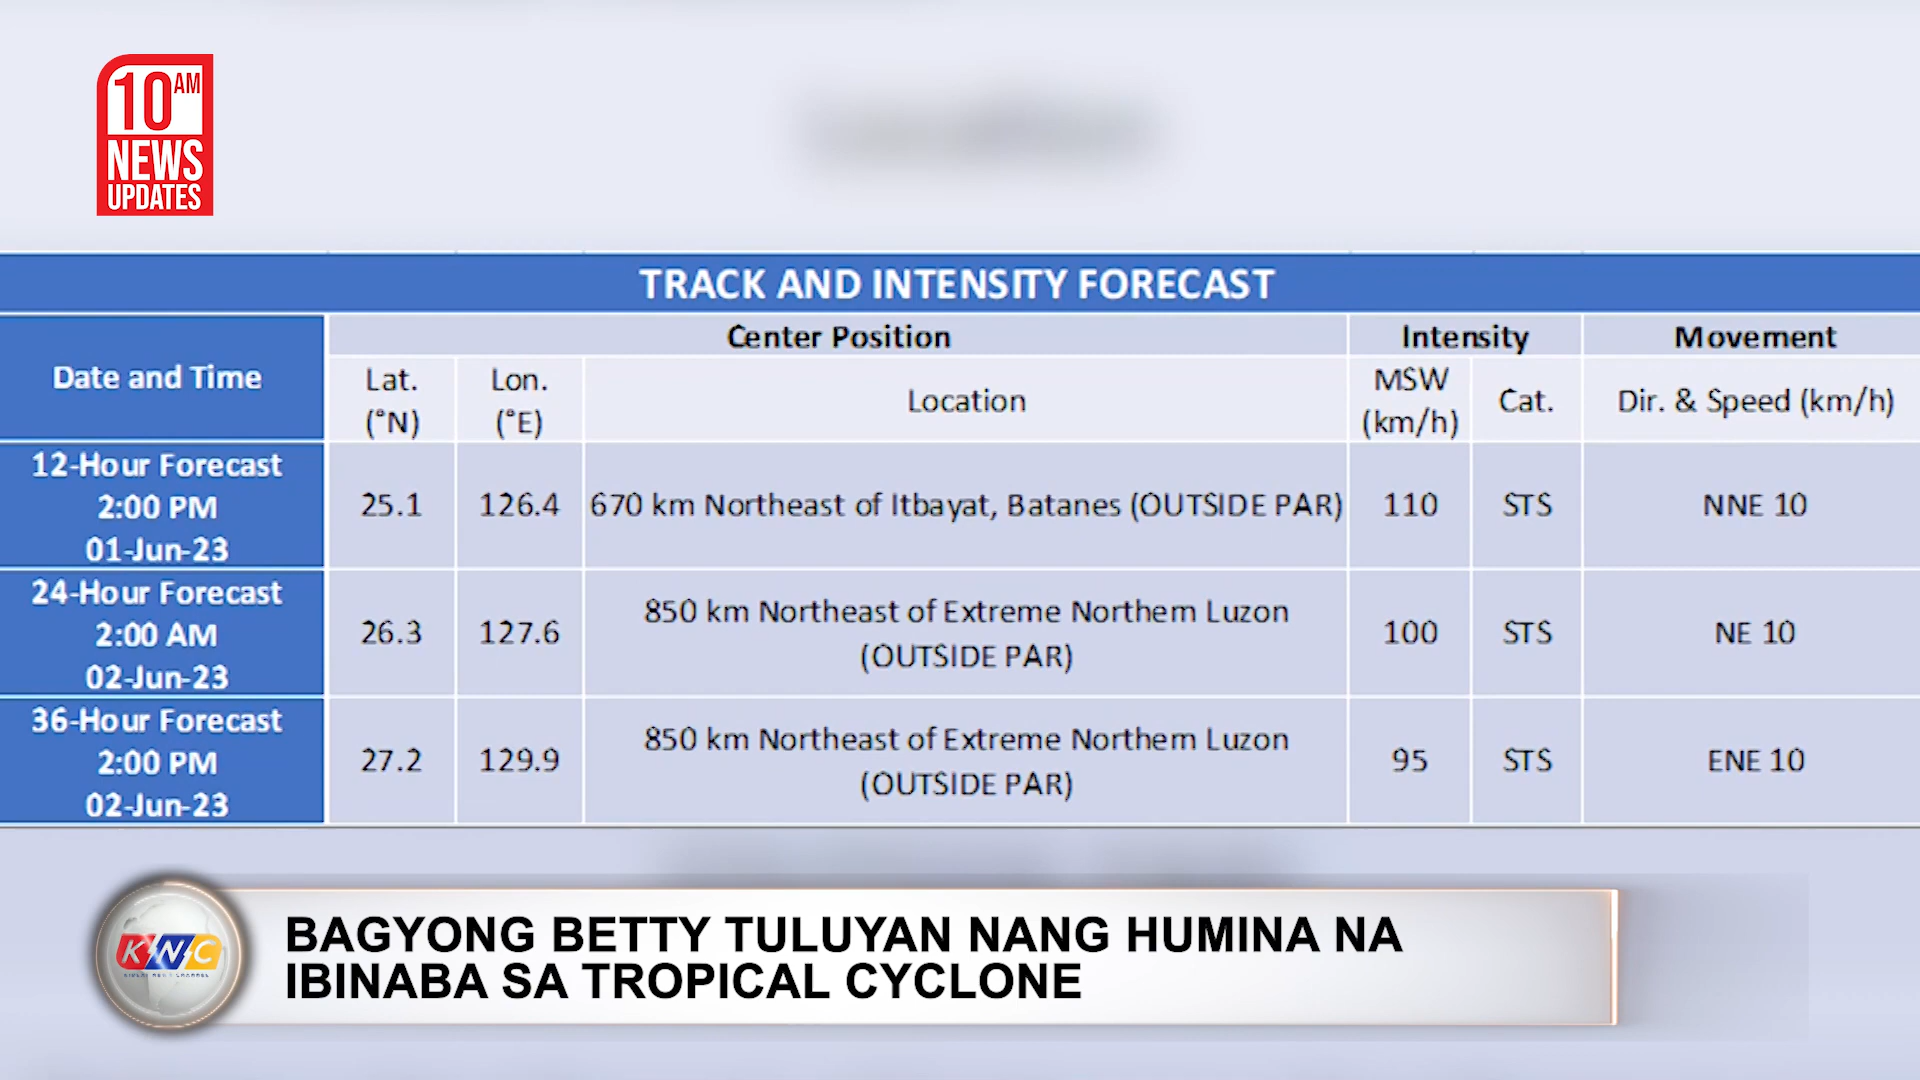 10 AM
NEWS
UPDATES
TRACK AND INTENSITY FORECAST
Date and Time
Center Position
Intensity
Movement
Lat.
(°N)
Lon.
(°E)
Location
MSW
(km/h)
Cat.
Dir. & Speed (km/h)
12-Hour Forecast
2:00 PM
01-Jun-23
25.1
126.4
670 km Northeast of Itbayat, Batanes (OUTSIDE PAR)
110
STS
NNE 10
24-Hour Forecast
2:00 AM
02-Jun-23
26.3
127.6
850 km Northeast of Extreme Northern Luzon
(OUTSIDE PAR)
100
STS
NE 10
36-Hour Forecast
2:00 PM
02-Jun-23
27.2
129.9
850 km Northeast of Extreme Northern Luzon
(OUTSIDE PAR)
95
STS
ENE 10
KNC
BAGYONG BETTY TULUYAN NANG HUMINA NA
IBINABA SA TROPICAL CYCLONE